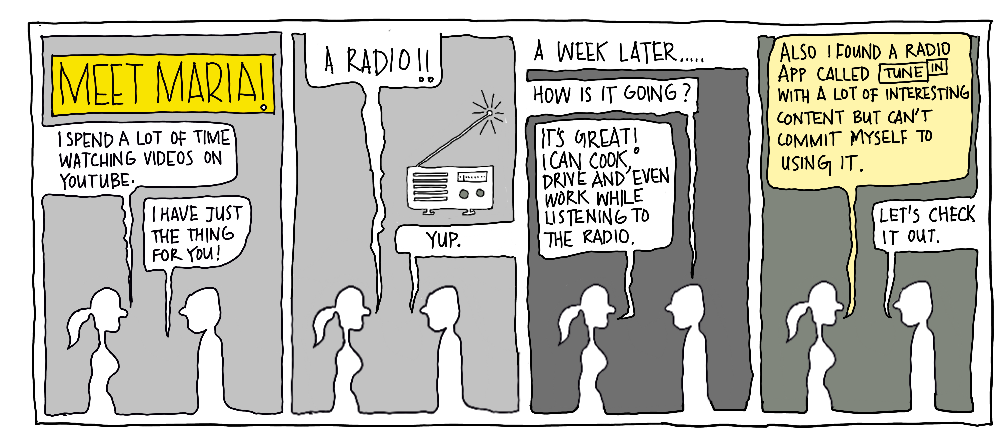 MEET MARIA!
I SPEND A LOT OF TIME
WATCHING VIDEOS ON
YOUTUBE.
I HAVE JUST
THE THING
FOR YOU!
A RADIO!!
YUP.
A WEEK LATER.....
HOW IS IT GOING?
IT'S GREAT!
I CAN COOK,
DRIVE AND EVEN
WORK WHILE
LISTENING TO
THE RADIO.
ALSO I FOUND A RADIO
APP CALLED TUNE IN
WITH A LOT OF INTERESTING
CONTENT BUT CAN'T
COMMIT MYSELF TO
USING IT.
LET'S CHECK
IT OUT.